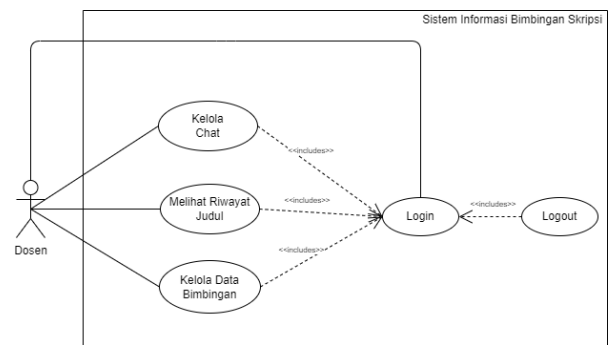 Sistem Informasi Bimbingan Skripsi
Kelola
Chat
<<includes>>
Melihat Riwayat
Judul
<<includes>>
Login
<<includes>>
Logout
Dosen
<<includes>>
Kelola Data
Bimbingan